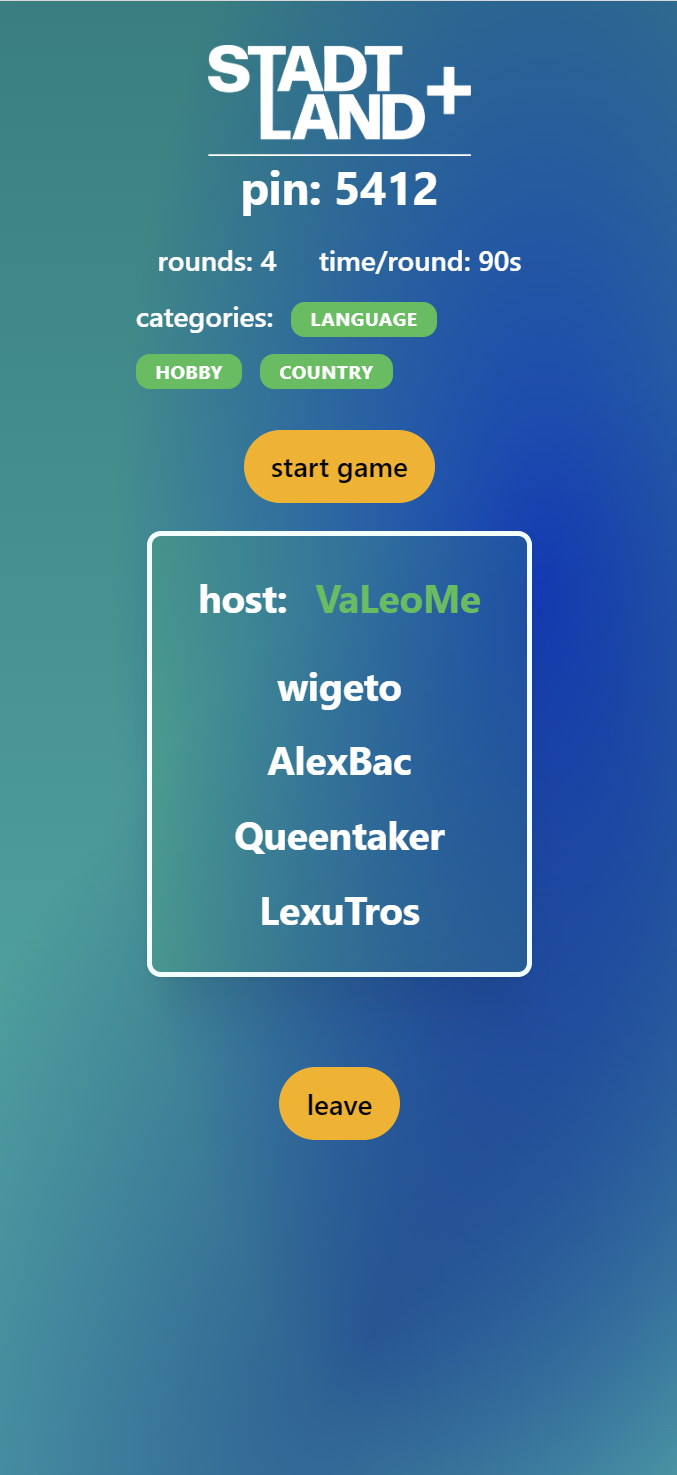 STADT
LAND+
pin: 5412
rounds: 4 time/round: 90s
categories: LANGUAGE
HOBBY COUNTRY
start game
host: VaLeoMe
wigeto
AlexBac
Queentaker
LexuTros
leave